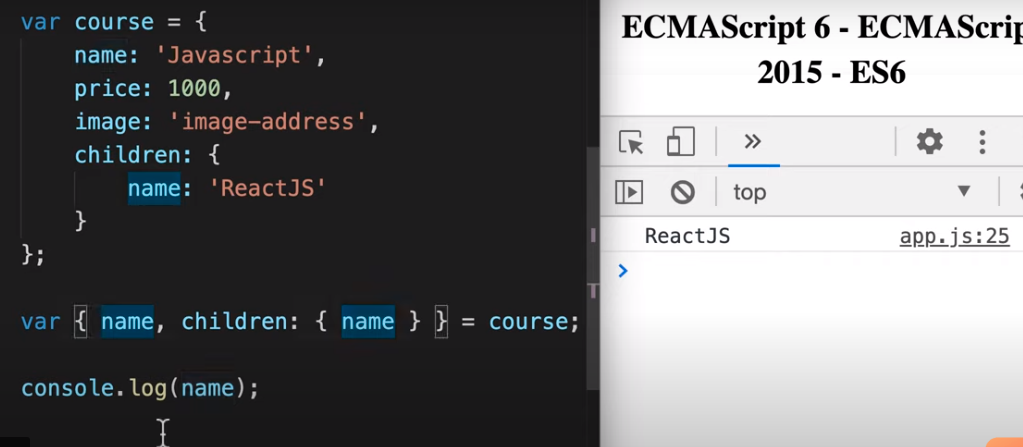 var course = {
    name: 'Javascript',
    price: 1000,
    image: 'image-address',
    children: {
        name: 'ReactJS'
    }
};
var { name, children: { name } } = course;
console.log(name);
ECMAScript 6 - ECMAScrip
2015 - ES6
top
ReactJS app.js:25